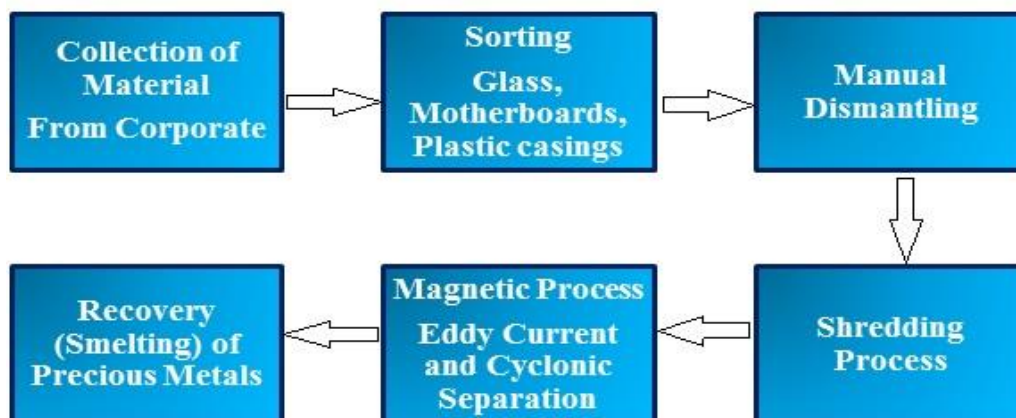 Collection of
Material
From Corporate
Sorting
Glass,
Motherboards,
Plastic casings
Manual
Dismantling
Shredding
Process
Magnetic Process
Eddy Current
and Cyclonic
Separation
Recovery
(Smelting) of
Precious Metals